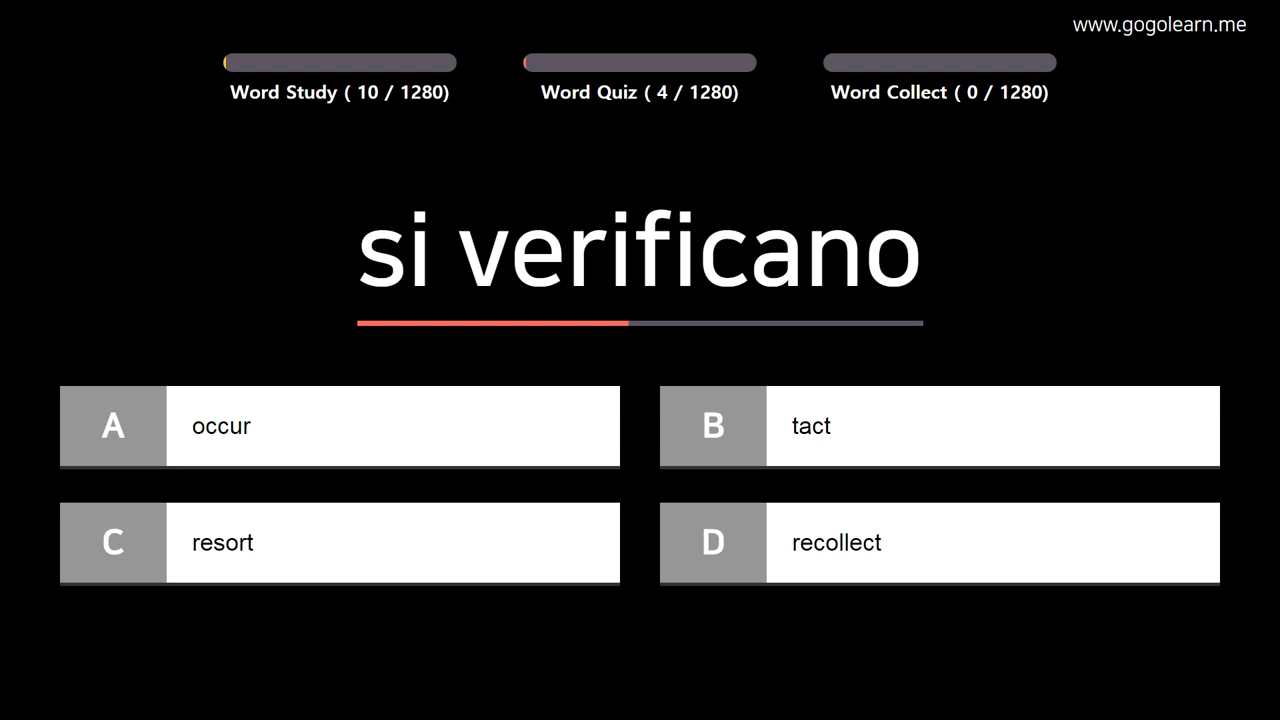 www.gogolearn.me
Word Study ( 10 / 1280)
Word Quiz ( 4 / 1280)
Word Collect ( 0 / 1280)
si verificano
A occur
B tact
C resort
D recollect